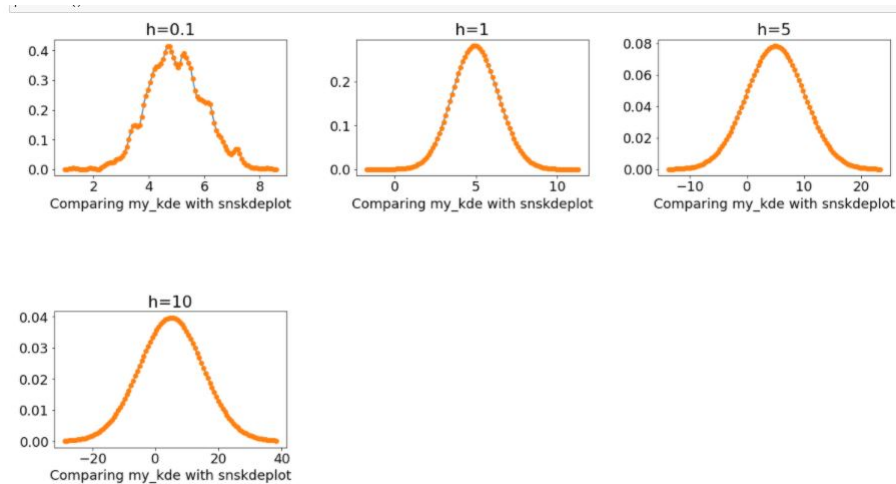 h=0.1
0.4
0.3
0.2
0.1
0.0
2 4 6 8
Comparing my_kde with snskdeplot
h=1
0.2
0.1
0.0
0 5 10
Comparing my_kde with snskdeplot
h=5
0.08
0.06
0.04
0.02
0.00
−10 0 10 20
Comparing my_kde with snskdeplot
h=10
0.04
0.03
0.02
0.01
0.00
−20 0 20 40
Comparing my_kde with snskdeplot